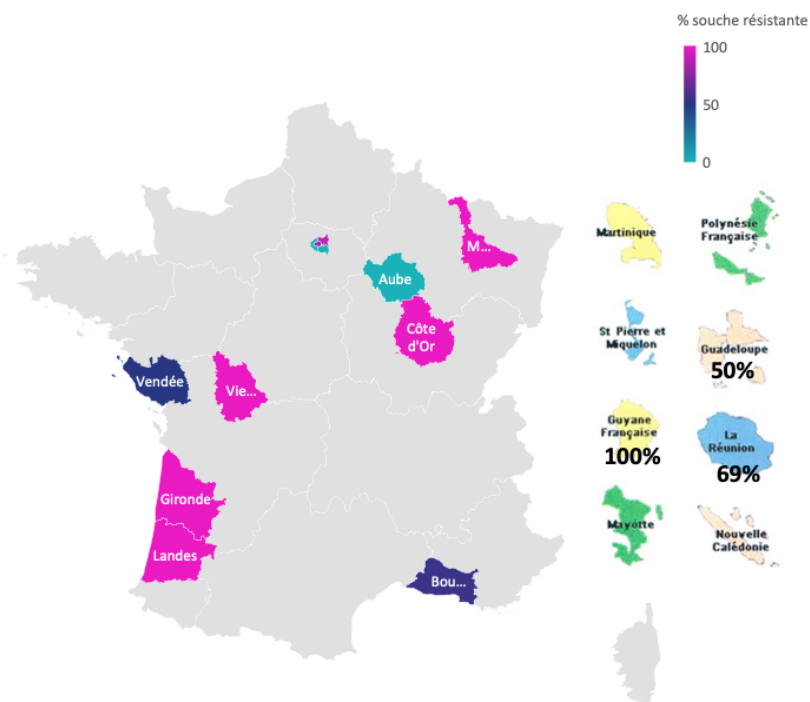 % souche résistante
100
50
0
Martinique
Polynésie
Française
M...
Aube
Côte
d'Or
St Pierre et
Miquelon
Guadeloupe
50%
Vendée
Vie...
Guyane
Française
100%
La
Réunion
69%
Gironde
Landes
Mayotte
Nouvelle
Calédonie
Bou...